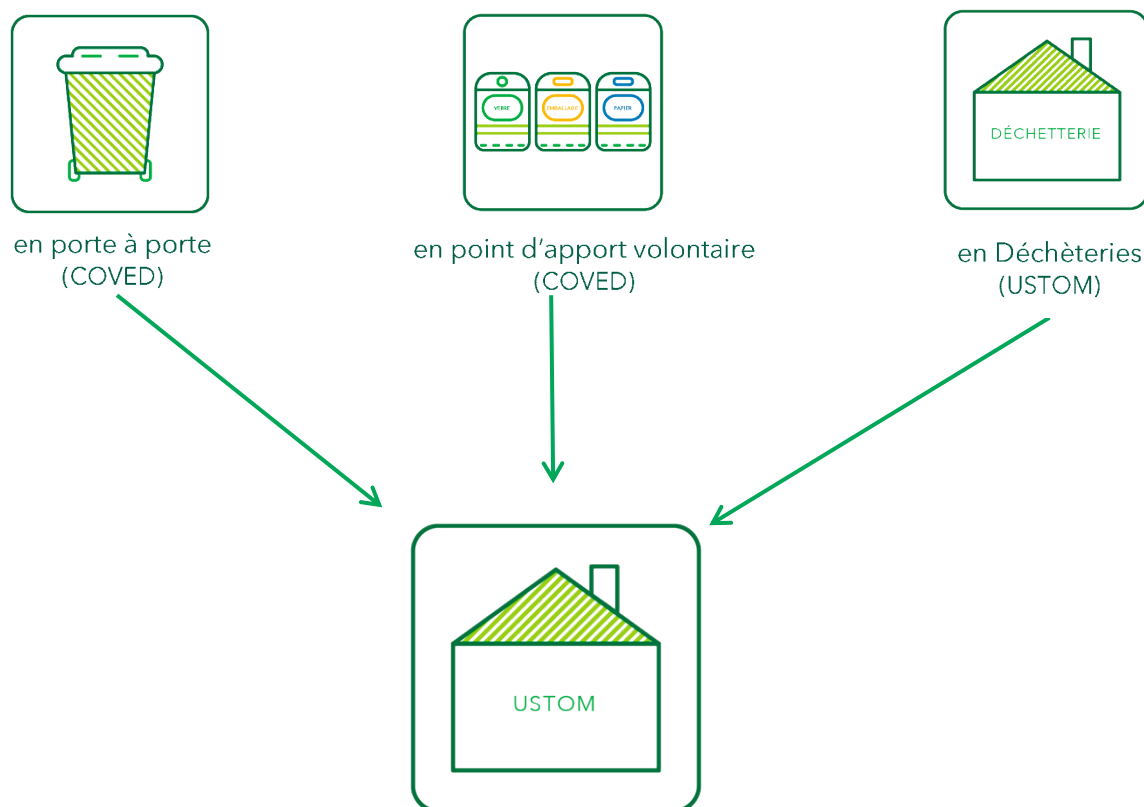 VERRE
EMBALLAGE
PAPIER
DÉCHETTERIE
en porte à porte
(COVED)
en point d'apport volontaire
(COVED)
en Déchèteries
(USTOM)
USTOM